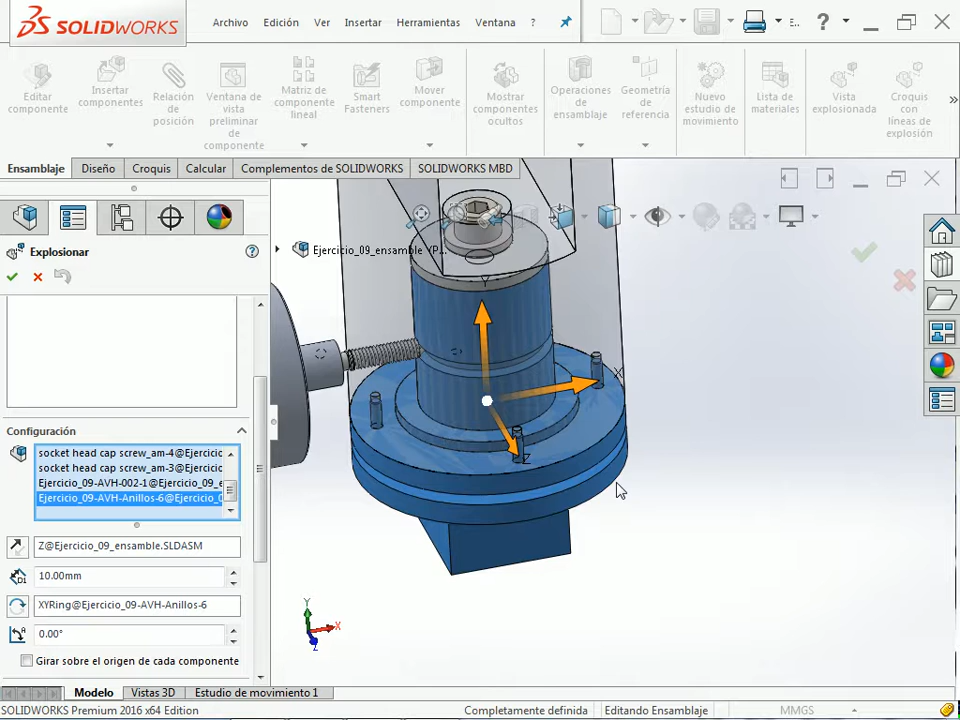 SOLIDWORKS
Archivo Edición Ver Insertar Herramientas Ventana ? E.. ?
Editar componente
Insertar componentes
Relación de posición
Ventana de vista preliminar de componente
Matriz de componente lineal
Smart Fasteners
Mover componente
Mostrar componentes ocultos
Operaciones de ensamblaje
Geometría de referencia
Nuevo estudio de movimiento
Lista de materiales
Vista explosionada
Croquis con líneas de explosión
»
Ensamblaje Diseño Croquis Calcular Complementos de SOLIDWORKS SOLIDWORKS MBD
Explosionar
Ejercicio_09_ensamble (P...
Configuración
socket head cap screw_am-4@Ejercicic
socket head cap screw_am-3@Ejercicic
Ejercicio_09-AVH-002-1@Ejercicio_09_e
Ejercicio_09-AVH-Anillos-6@Ejercicio_0
Z@Ejercicio_09_ensamble.SLDASM
D1 10.00mm
XYRing@Ejercicio_09-AVH-Anillos-6
A 0.00°
Girar sobre el origen de cada componente
Y
X
Z
Y
X
Z
Modelo Vistas 3D Estudio de movimiento 1
SOLIDWORKS Premium 2016 x64 Edition Completamente definida Editando Ensamblaje MMGS